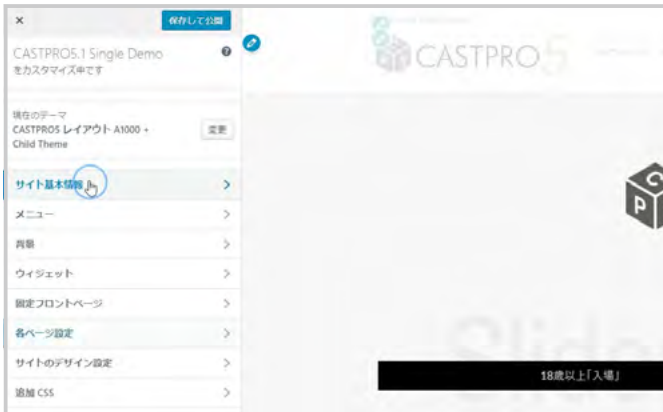 ×
保存して公開
CASTPRO5.1 Single Demo
をカスタマイズ中です
CASTPRO5
現在のテーマ
CASTPRO5 レイアウト A1000 +
Child Theme
変更
サイト基本情報
メニュー
背景
ウィジェット
固定フロントページ
各ページ設定
サイトのデザイン設定
追加 CSS
C
P
Slide
18歳以上「入場」